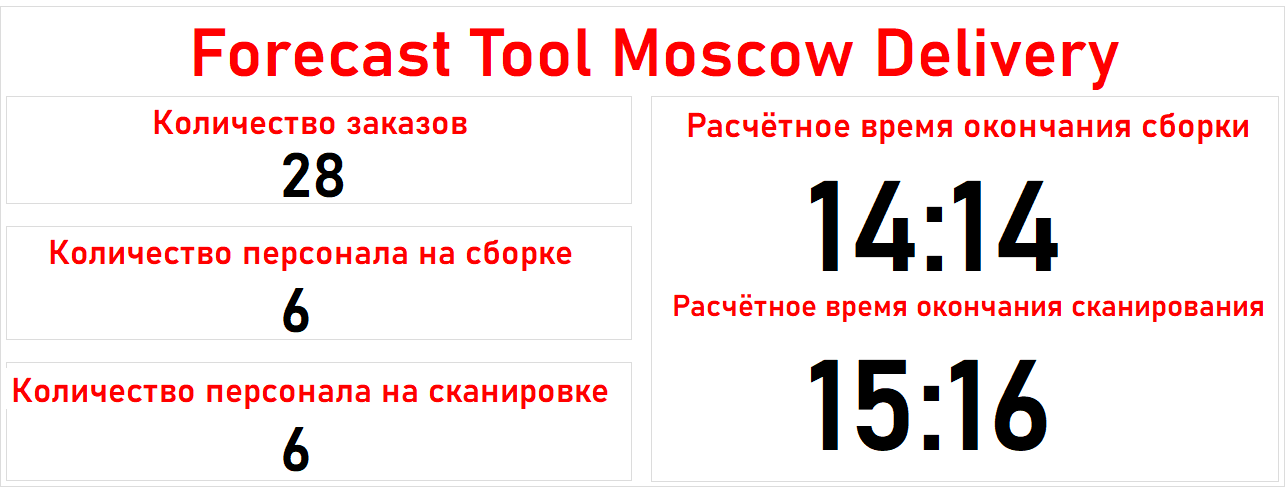 Forecast Tool Moscow Delivery
Количество заказов
28
Количество персонала на сборке
6
Количество персонала на сканировке
6
Расчётное время окончания сборки
14:14
Расчётное время окончания сканирования
15:16